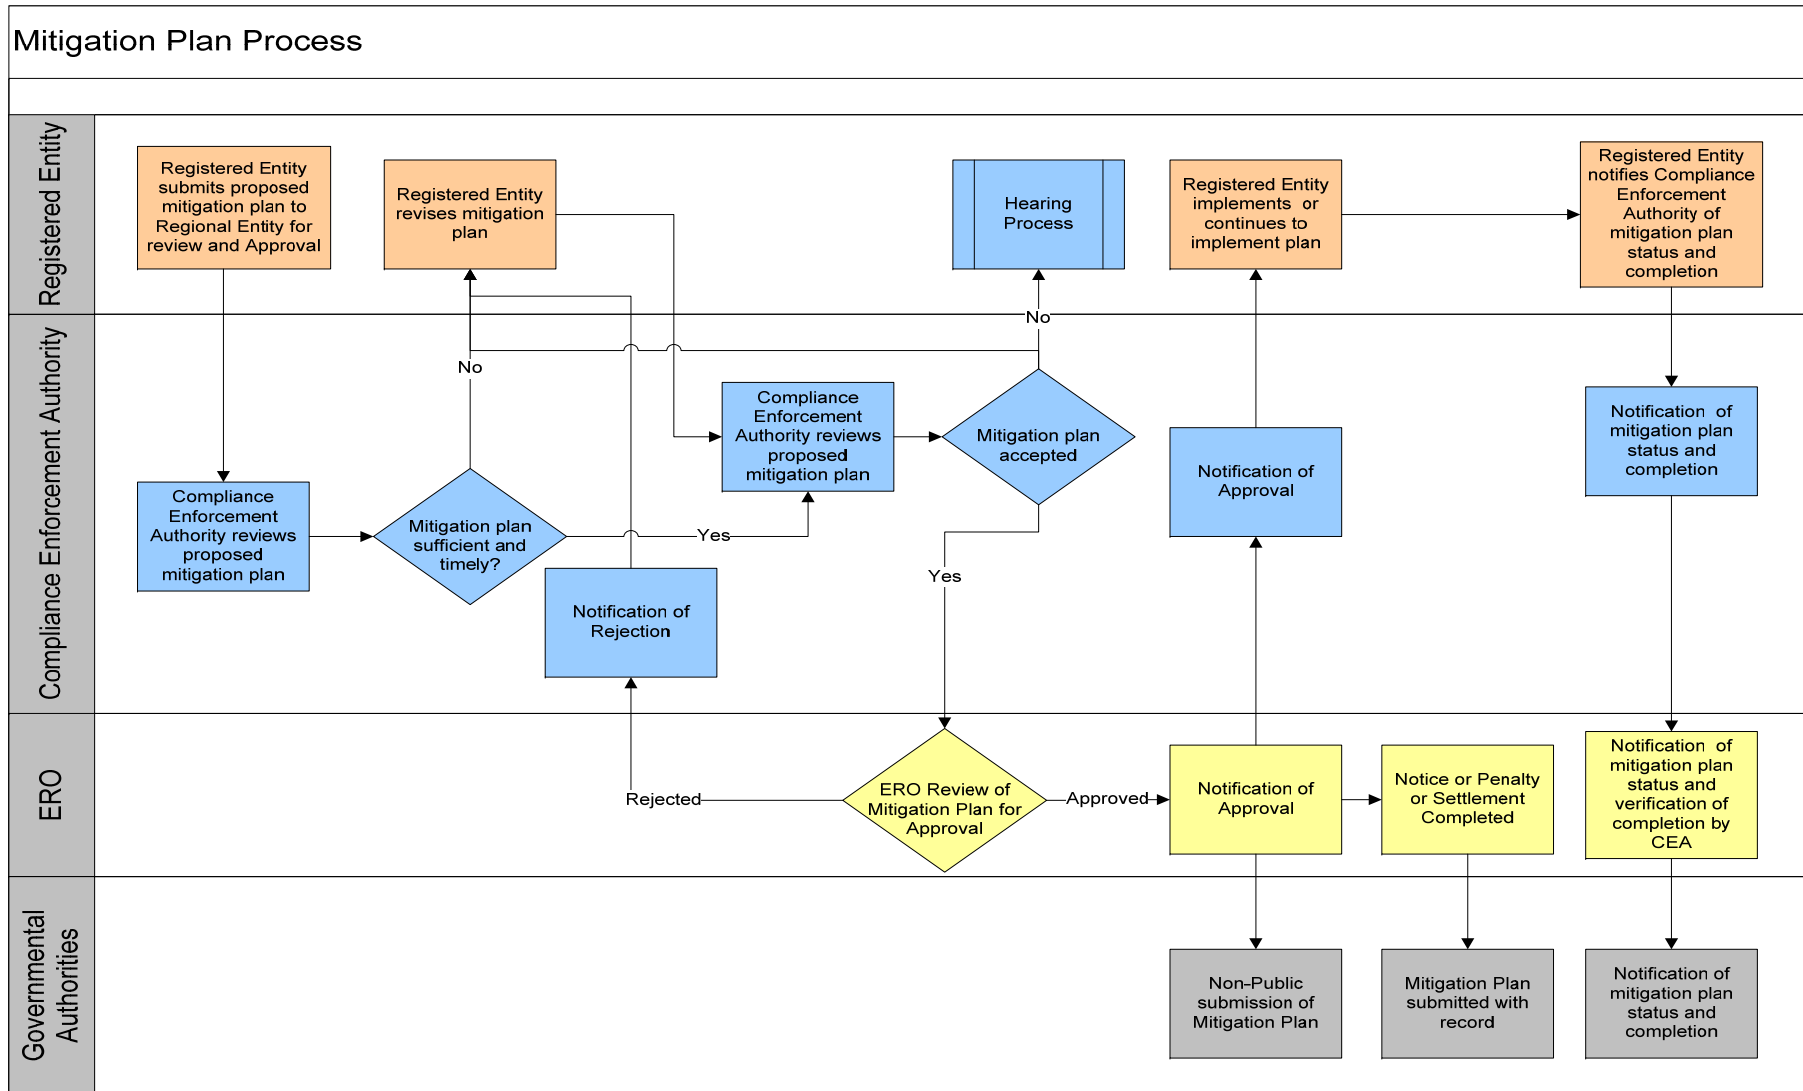 Mitigation Plan Process
Registered Entity
Registered Entity
submits proposed
mitigation plan to
Regional Entity for
review and Approval
Registered Entity
revises mitigation
plan
Hearing
Process
Registered Entity
implements or
continues to
implement plan
Registered Entity
notifies Compliance
Enforcement
Authority of
mitigation plan
status and
completion
Compliance Enforcement Authority
No
No
Compliance
Enforcement
Authority reviews
proposed
mitigation plan
Mitigation plan
sufficient and
timely?
Yes
Compliance
Enforcement
Authority reviews
proposed
mitigation plan
Mitigation plan
accepted
Yes
Notification of
Rejection
Notification of
Approval
Notification of
mitigation plan
status and
completion
ERO
Rejected
ERO Review of
Mitigation Plan for
Approval
Approved
Notification of
Approval
Notice or Penalty
or Settlement
Completed
Notification of
mitigation plan
status and
verification of
completion by
CEA
Governmental
Authorities
Non-Public
submission of
Mitigation Plan
Mitigation Plan
submitted with
record
Notification of
mitigation plan
status and
completion